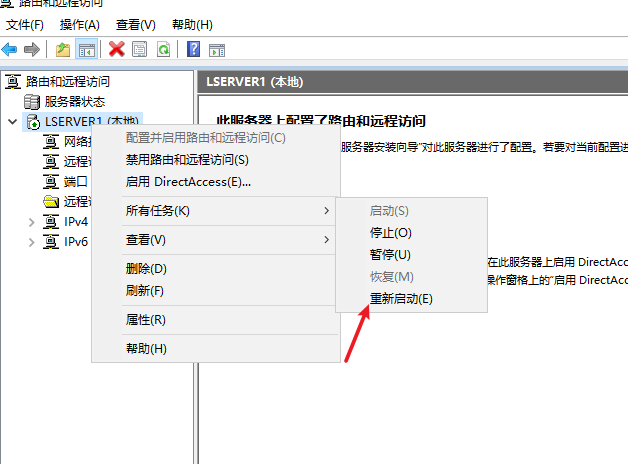 路由和远程访问
文件(F) 操作(A) 查看(V) 帮助(H)
路由和远程访问
服务器状态
LSERVER1 (本地)
网络
远程
端口
远程
IPv4
IPv6
LSERVER1 (本地)
此服务器上配置了路由和远程访问
服务器安装向导"对此服务器进行了配置。若要对当前配置进
在此服务器上启用 DirectAcc
操作窗格上的"启用 DirectAc
配置并启用路由和远程访问(C)
禁用路由和远程访问(S)
启用 DirectAccess(E)...
所有任务(K)
查看(V)
删除(D)
刷新(F)
属性(R)
帮助(H)
启动(S)
停止(O)
暂停(U)
恢复(M)
重新启动(E)